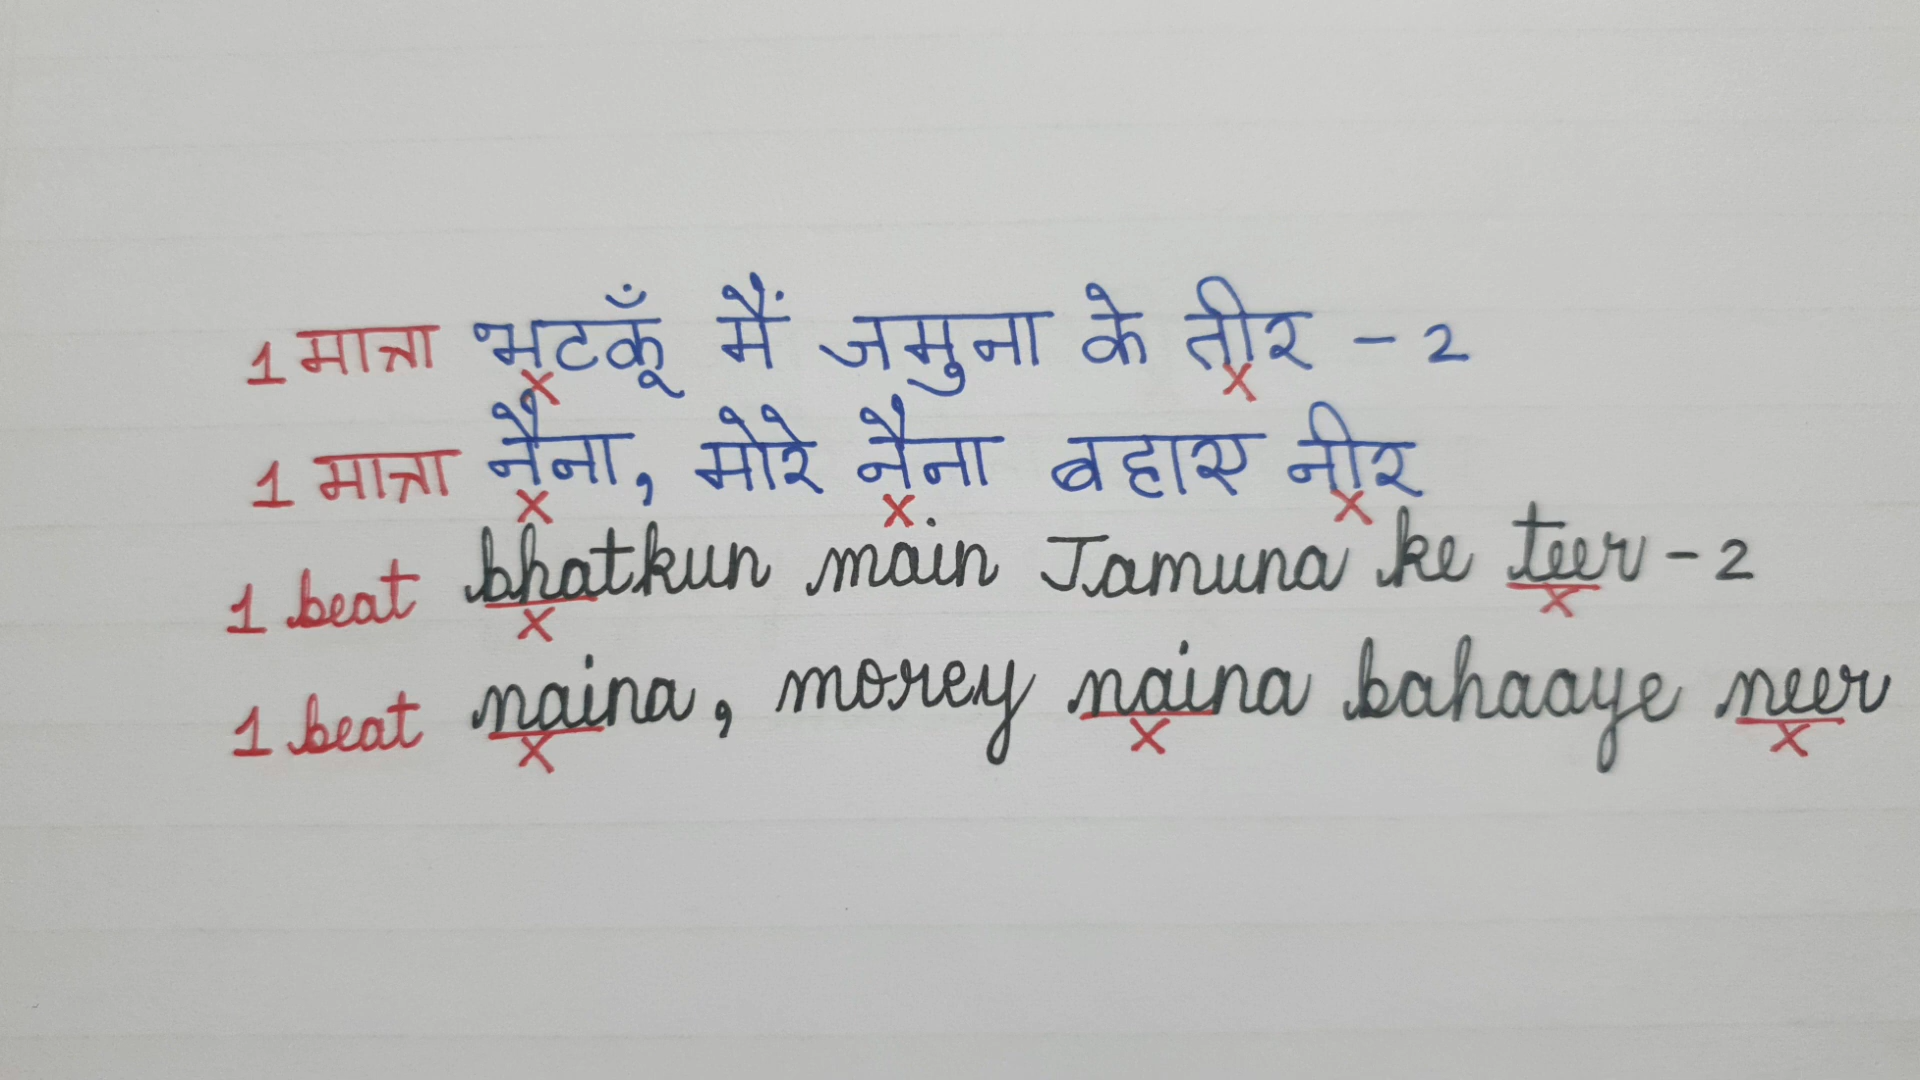 1 मात्रा भटकूँ मैं जमुना के तीर - 2
x x
1 मात्रा नैना, मोरे नैना बहाए नीर
x x x
1 beat bhatkun main Jamuna ke teer - 2
x x
1 beat naina, morey naina bahaaye neer
x x x